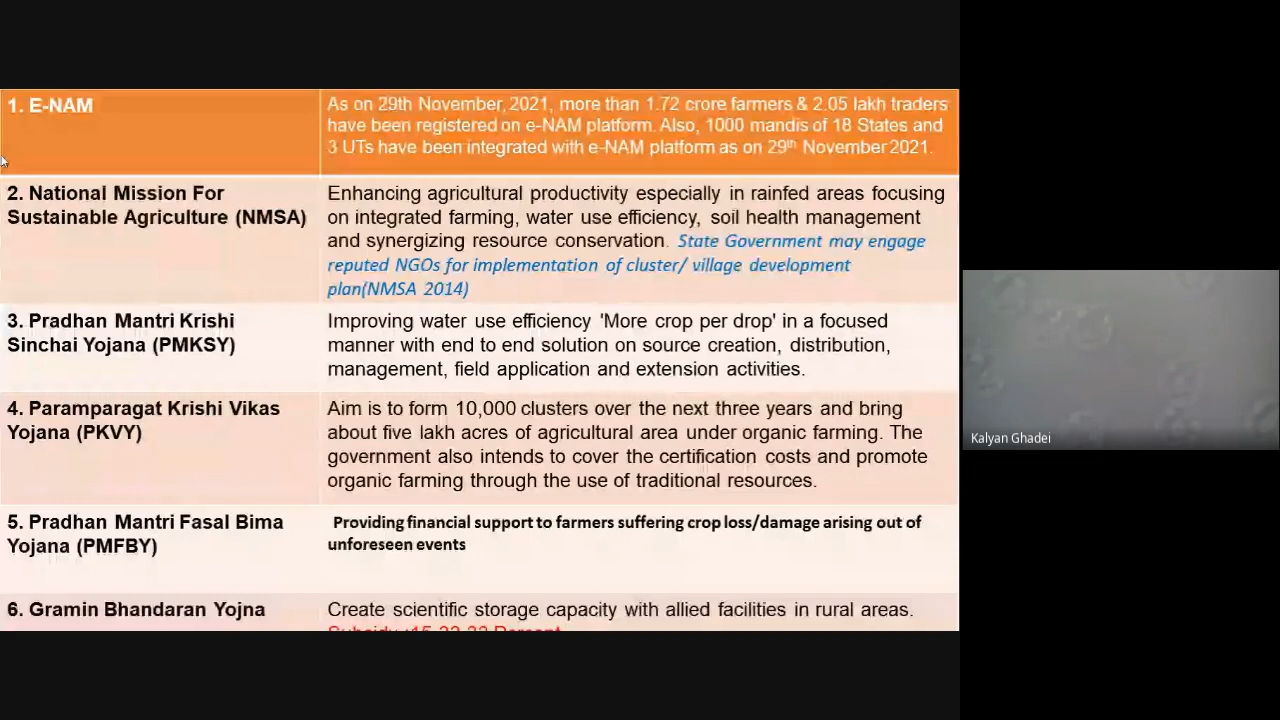 1. E-NAM
As on 29th November, 2021, more than 1.72 crore farmers & 2.05 lakh traders
have been registered on e-NAM platform. Also, 1000 mandis of 18 States and
3 UTs have been integrated with e-NAM platform as on 29th November 2021.
2. National Mission For
Sustainable Agriculture (NMSA)
Enhancing agricultural productivity especially in rainfed areas focusing
on integrated farming, water use efficiency, soil health management
and synergizing resource conservation. State Government may engage
reputed NGOs for implementation of cluster/ village development
plan(NMSA 2014)
3. Pradhan Mantri Krishi
Sinchai Yojana (PMKSY)
Improving water use efficiency 'More crop per drop' in a focused
manner with end to end solution on source creation, distribution,
management, field application and extension activities.
4. Paramparagat Krishi Vikas
Yojana (PKVY)
Aim is to form 10,000 clusters over the next three years and bring
about five lakh acres of agricultural area under organic farming. The
government also intends to cover the certification costs and promote
organic farming through the use of traditional resources.
5. Pradhan Mantri Fasal Bima
Yojana (PMFBY)
Providing financial support to farmers suffering crop loss/damage arising out of
unforeseen events
6. Gramin Bhandaran Yojna
Create scientific storage capacity with allied facilities in rural areas.
Kalyan Ghadei